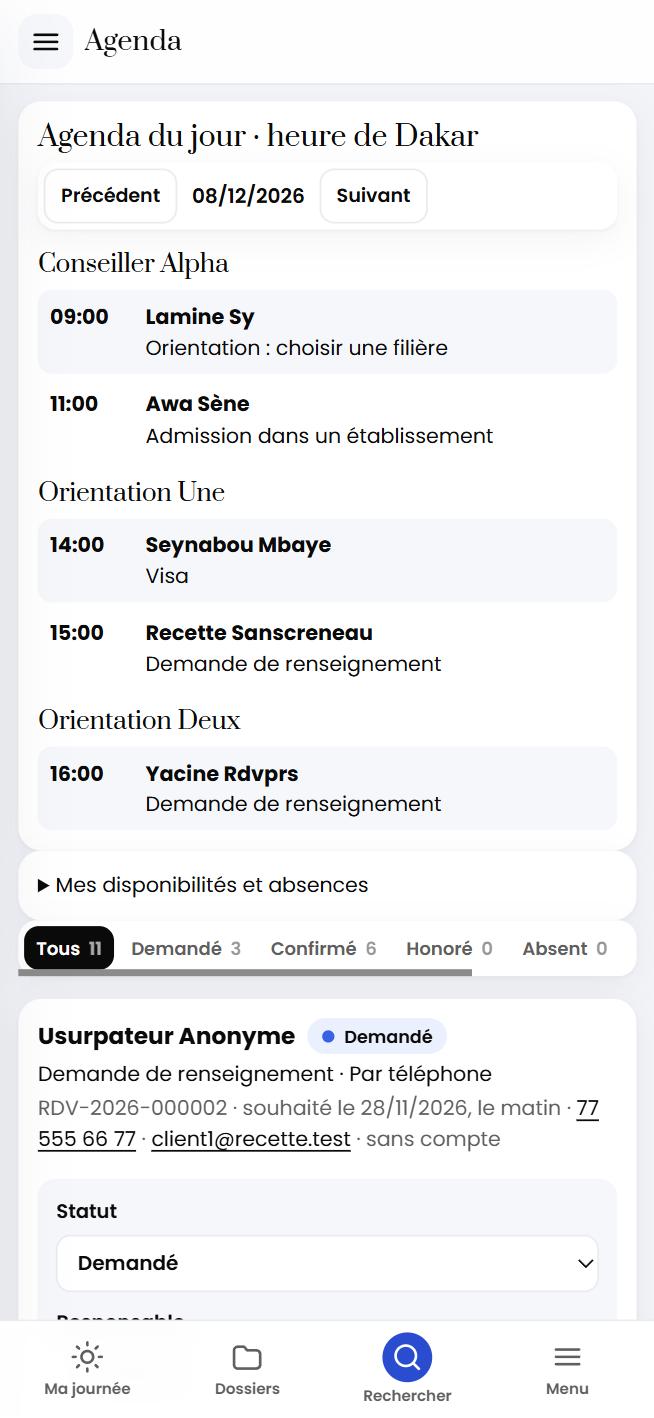 Agenda
Agenda du jour · heure de Dakar
Précédent 08/12/2026 Suivant
Conseiller Alpha
09:00 Lamine Sy
Orientation : choisir une filière
11:00 Awa Sène
Admission dans un établissement
Orientation Une
14:00 Seynabou Mbaye
Visa
15:00 Recette Sanscreneau
Demande de renseignement
Orientation Deux
16:00 Yacine Rdvprs
Demande de renseignement
Mes disponibilités et absences
Tous 11 Demandé 3 Confirmé 6 Honoré 0 Absent 0
Usurpateur Anonyme Demandé
Demande de renseignement · Par téléphone
RDV-2026-000002 · souhaité le 28/11/2026, le matin · 77
555 66 77 · client1@recette.test · sans compte
Statut
Demandé
Ma journée Dossiers Rechercher Menu